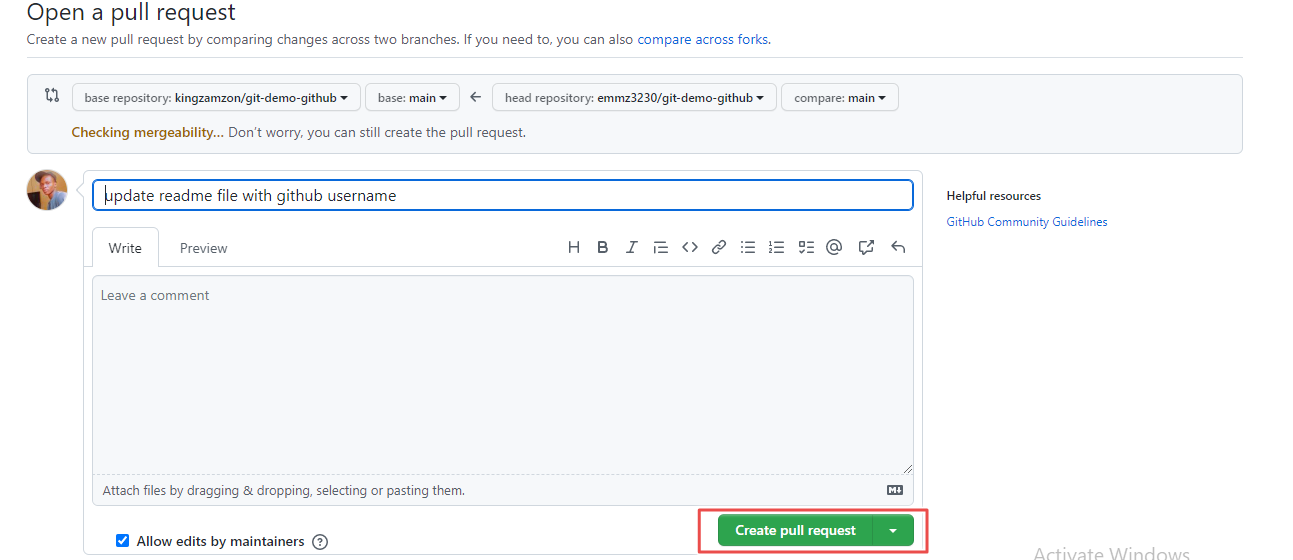 Open a pull request
Create a new pull request by comparing changes across two branches. If you need to, you can also compare across forks.
base repository: kingzamzon/git-demo-github base: main ← head repository: emmz3230/git-demo-github compare: main
Checking mergeability... Don't worry, you can still create the pull request.
update readme file with github username
Helpful resources
GitHub Community Guidelines
Write Preview H B I @
Leave a comment
Attach files by dragging & dropping, selecting or pasting them.
Create pull request
Allow edits by maintainers ?
Activate Windows